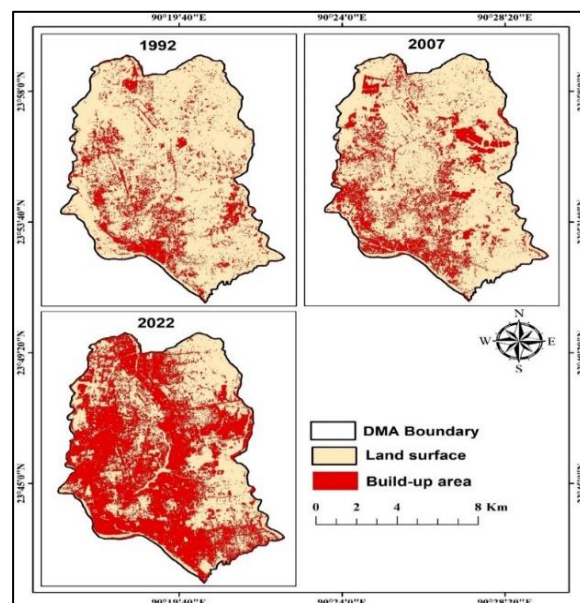 90°19'40"E 90°24'0"E 90°28'20"E
1992
2007
23°58'0"N
23°53'40"N
2022
N
W E
S
23°49'20"N
DMA Boundary
Land surface
Build-up area
23°45'0"N
0 2 4 8 Km
90°19'40"E 90°24'0"E 90°28'20"E